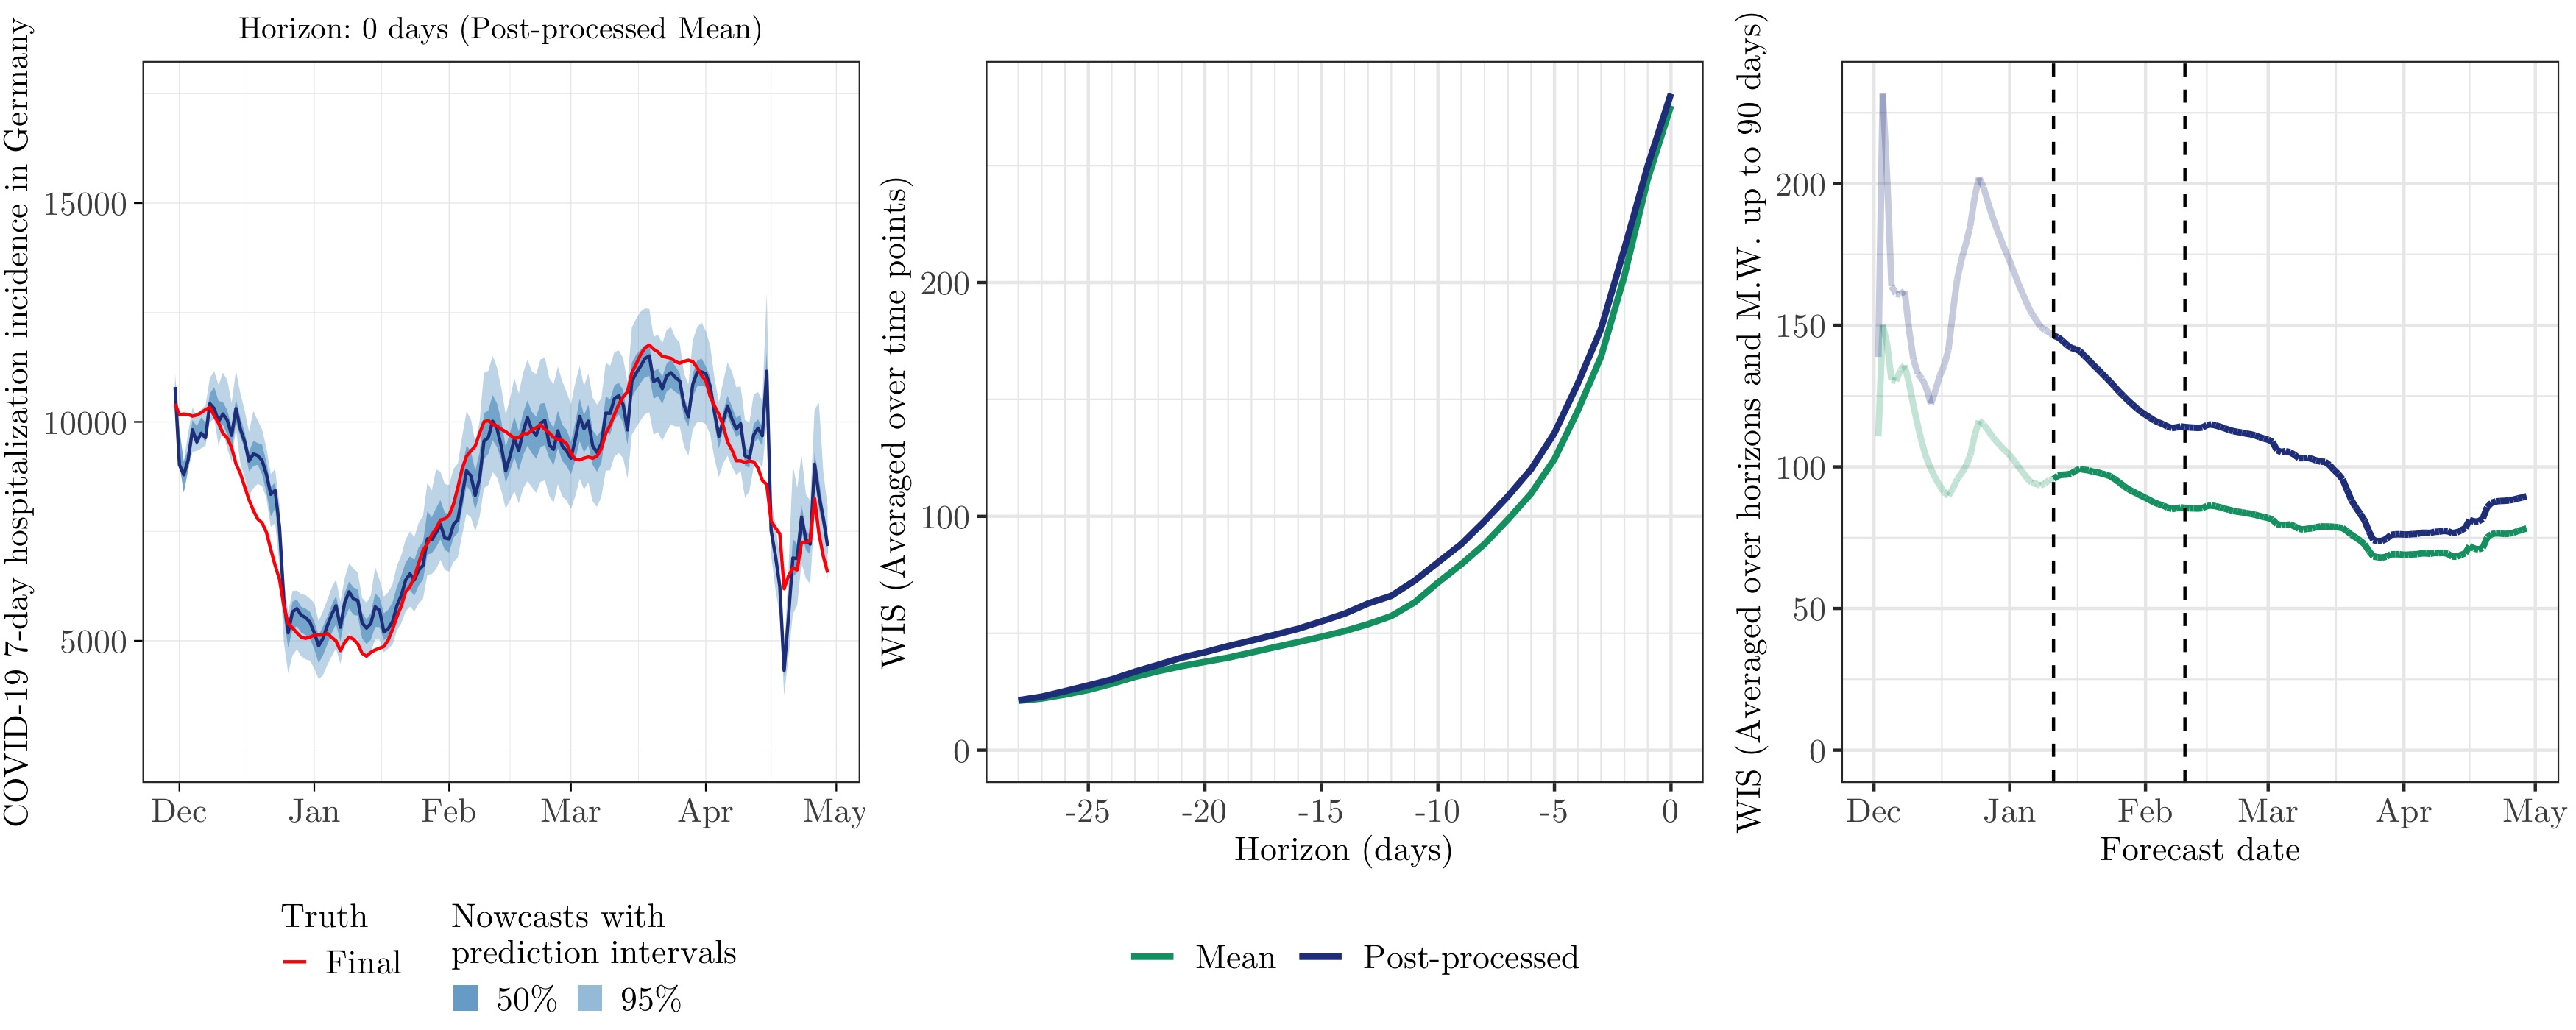 Horizon: 0 days (Post-processed Mean)
COVID-19 7-day hospitalization incidence in Germany
15000
10000
5000
Dec Jan Feb Mar Apr May
Truth
Final
Nowcasts with
prediction intervals
50% 95%
WIS (Averaged over time points)
200
100
0
-25 -20 -15 -10 -5 0
Horizon (days)
Mean Post-processed
WIS (Averaged over horizons and M.W. up to 90 days)
200
150
100
50
0
Dec Jan Feb Mar Apr May
Forecast date